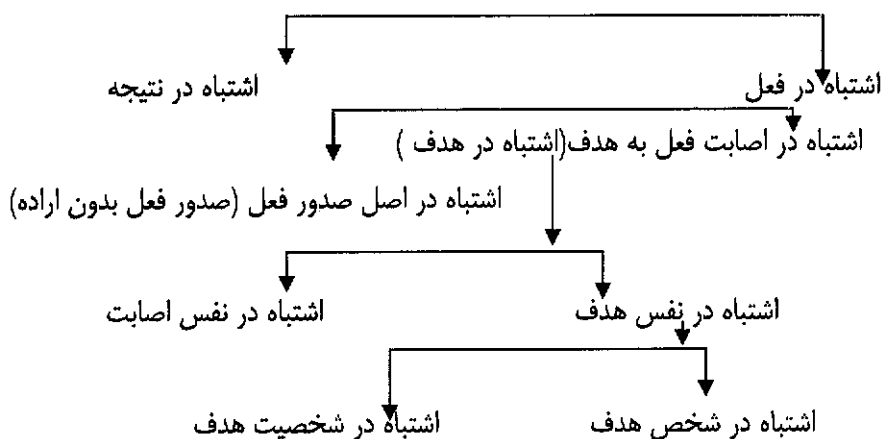 اشتباه در فعل اشتباه در نتیجه
اشتباه در اصابت فعل به هدف(اشتباه در هدف )
اشتباه در اصل صدور فعل (صدور فعل بدون اراده)
اشتباه در نفس هدف اشتباه در نفس اصابت
اشتباه در شخص هدف اشتباه در شخصیت هدف